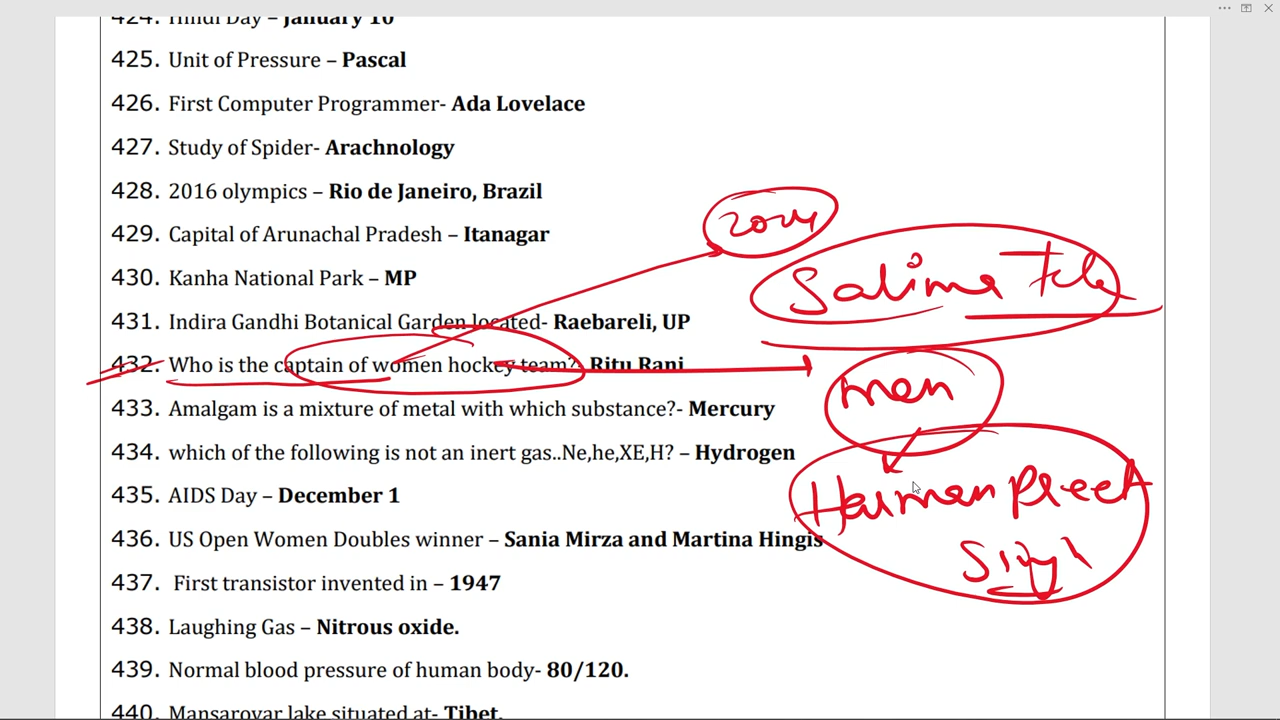 424. Hindi Day – January 10
425. Unit of Pressure – Pascal
426. First Computer Programmer- Ada Lovelace
427. Study of Spider- Arachnology
428. 2016 olympics – Rio de Janeiro, Brazil
2024
429. Capital of Arunachal Pradesh – Itanagar
430. Kanha National Park – MP
Salima Tete
431. Indira Gandhi Botanical Garden located- Raebareli, UP
432. Who is the captain of women hockey team?- Ritu Rani
men
433. Amalgam is a mixture of metal with which substance?- Mercury
434. which of the following is not an inert gas..Ne,he,XE,H? – Hydrogen
435. AIDS Day – December 1
Harmanpreet
436. US Open Women Doubles winner – Sania Mirza and Martina Hingis
Singh
437. First transistor invented in – 1947
438. Laughing Gas – Nitrous oxide.
439. Normal blood pressure of human body- 80/120.
440. Mansarovar lake situated at- Tibet.